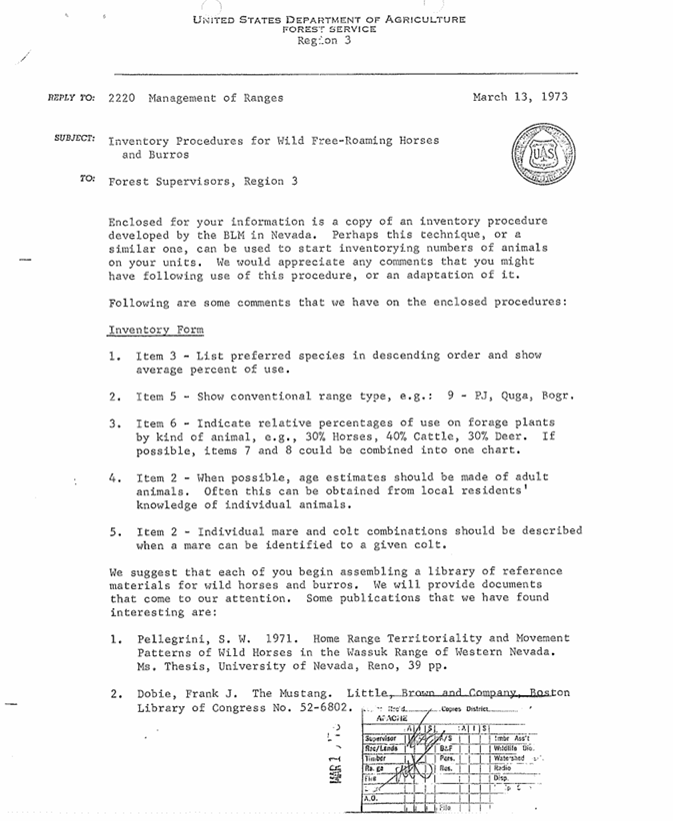 UNITED STATES DEPARTMENT OF AGRICULTURE
FOREST SERVICE
Region 3
REPLY TO: 2220 Management of Ranges March 13, 1973
SUBJECT: Inventory Procedures for Wild Free-Roaming Horses
and Burros
TO: Forest Supervisors, Region 3
UAS
Enclosed for your information is a copy of an inventory procedure
developed by the BLM in Nevada. Perhaps this technique, or a
similar one, can be used to start inventorying numbers of animals
on your units. We would appreciate any comments that you might
have following use of this procedure, or an adaptation of it.
Following are some comments that we have on the enclosed procedures:
Inventory Form
1. Item 3 - List preferred species in descending order and show
average percent of use.
2. Item 5 - Show conventional range type, e.g.: 9 - PJ, Quga, Bogr.
3. Item 6 - Indicate relative percentages of use on forage plants
by kind of animal, e.g., 30% Horses, 40% Cattle, 30% Deer. If
possible, items 7 and 8 could be combined into one chart.
4. Item 2 - When possible, age estimates should be made of adult
animals. Often this can be obtained from local residents'
knowledge of individual animals.
5. Item 2 - Individual mare and colt combinations should be described
when a mare can be identified to a given colt.
We suggest that each of you begin assembling a library of reference
materials for wild horses and burros. We will provide documents
that come to our attention. Some publications that we have found
interesting are:
1. Pellegrini, S. W. 1971. Home Range Territoriality and Movement
Patterns of Wild Horses in the Wassuk Range of Western Nevada.
Ms. Thesis, University of Nevada, Reno, 39 pp.
2. Dobie, Frank J. The Mustang. Little, Brown and Company, Boston
Library of Congress No. 52-6802.
Rec'd. Copies District
APACHE
A I S A I S
Supervisor A/S Timbr Ass't
Rec/Lands B&F Wildlife Bio.
Timber Pers. Watershed
Range Res. Radio
Fire Disp.
A.O. File
MAR 1